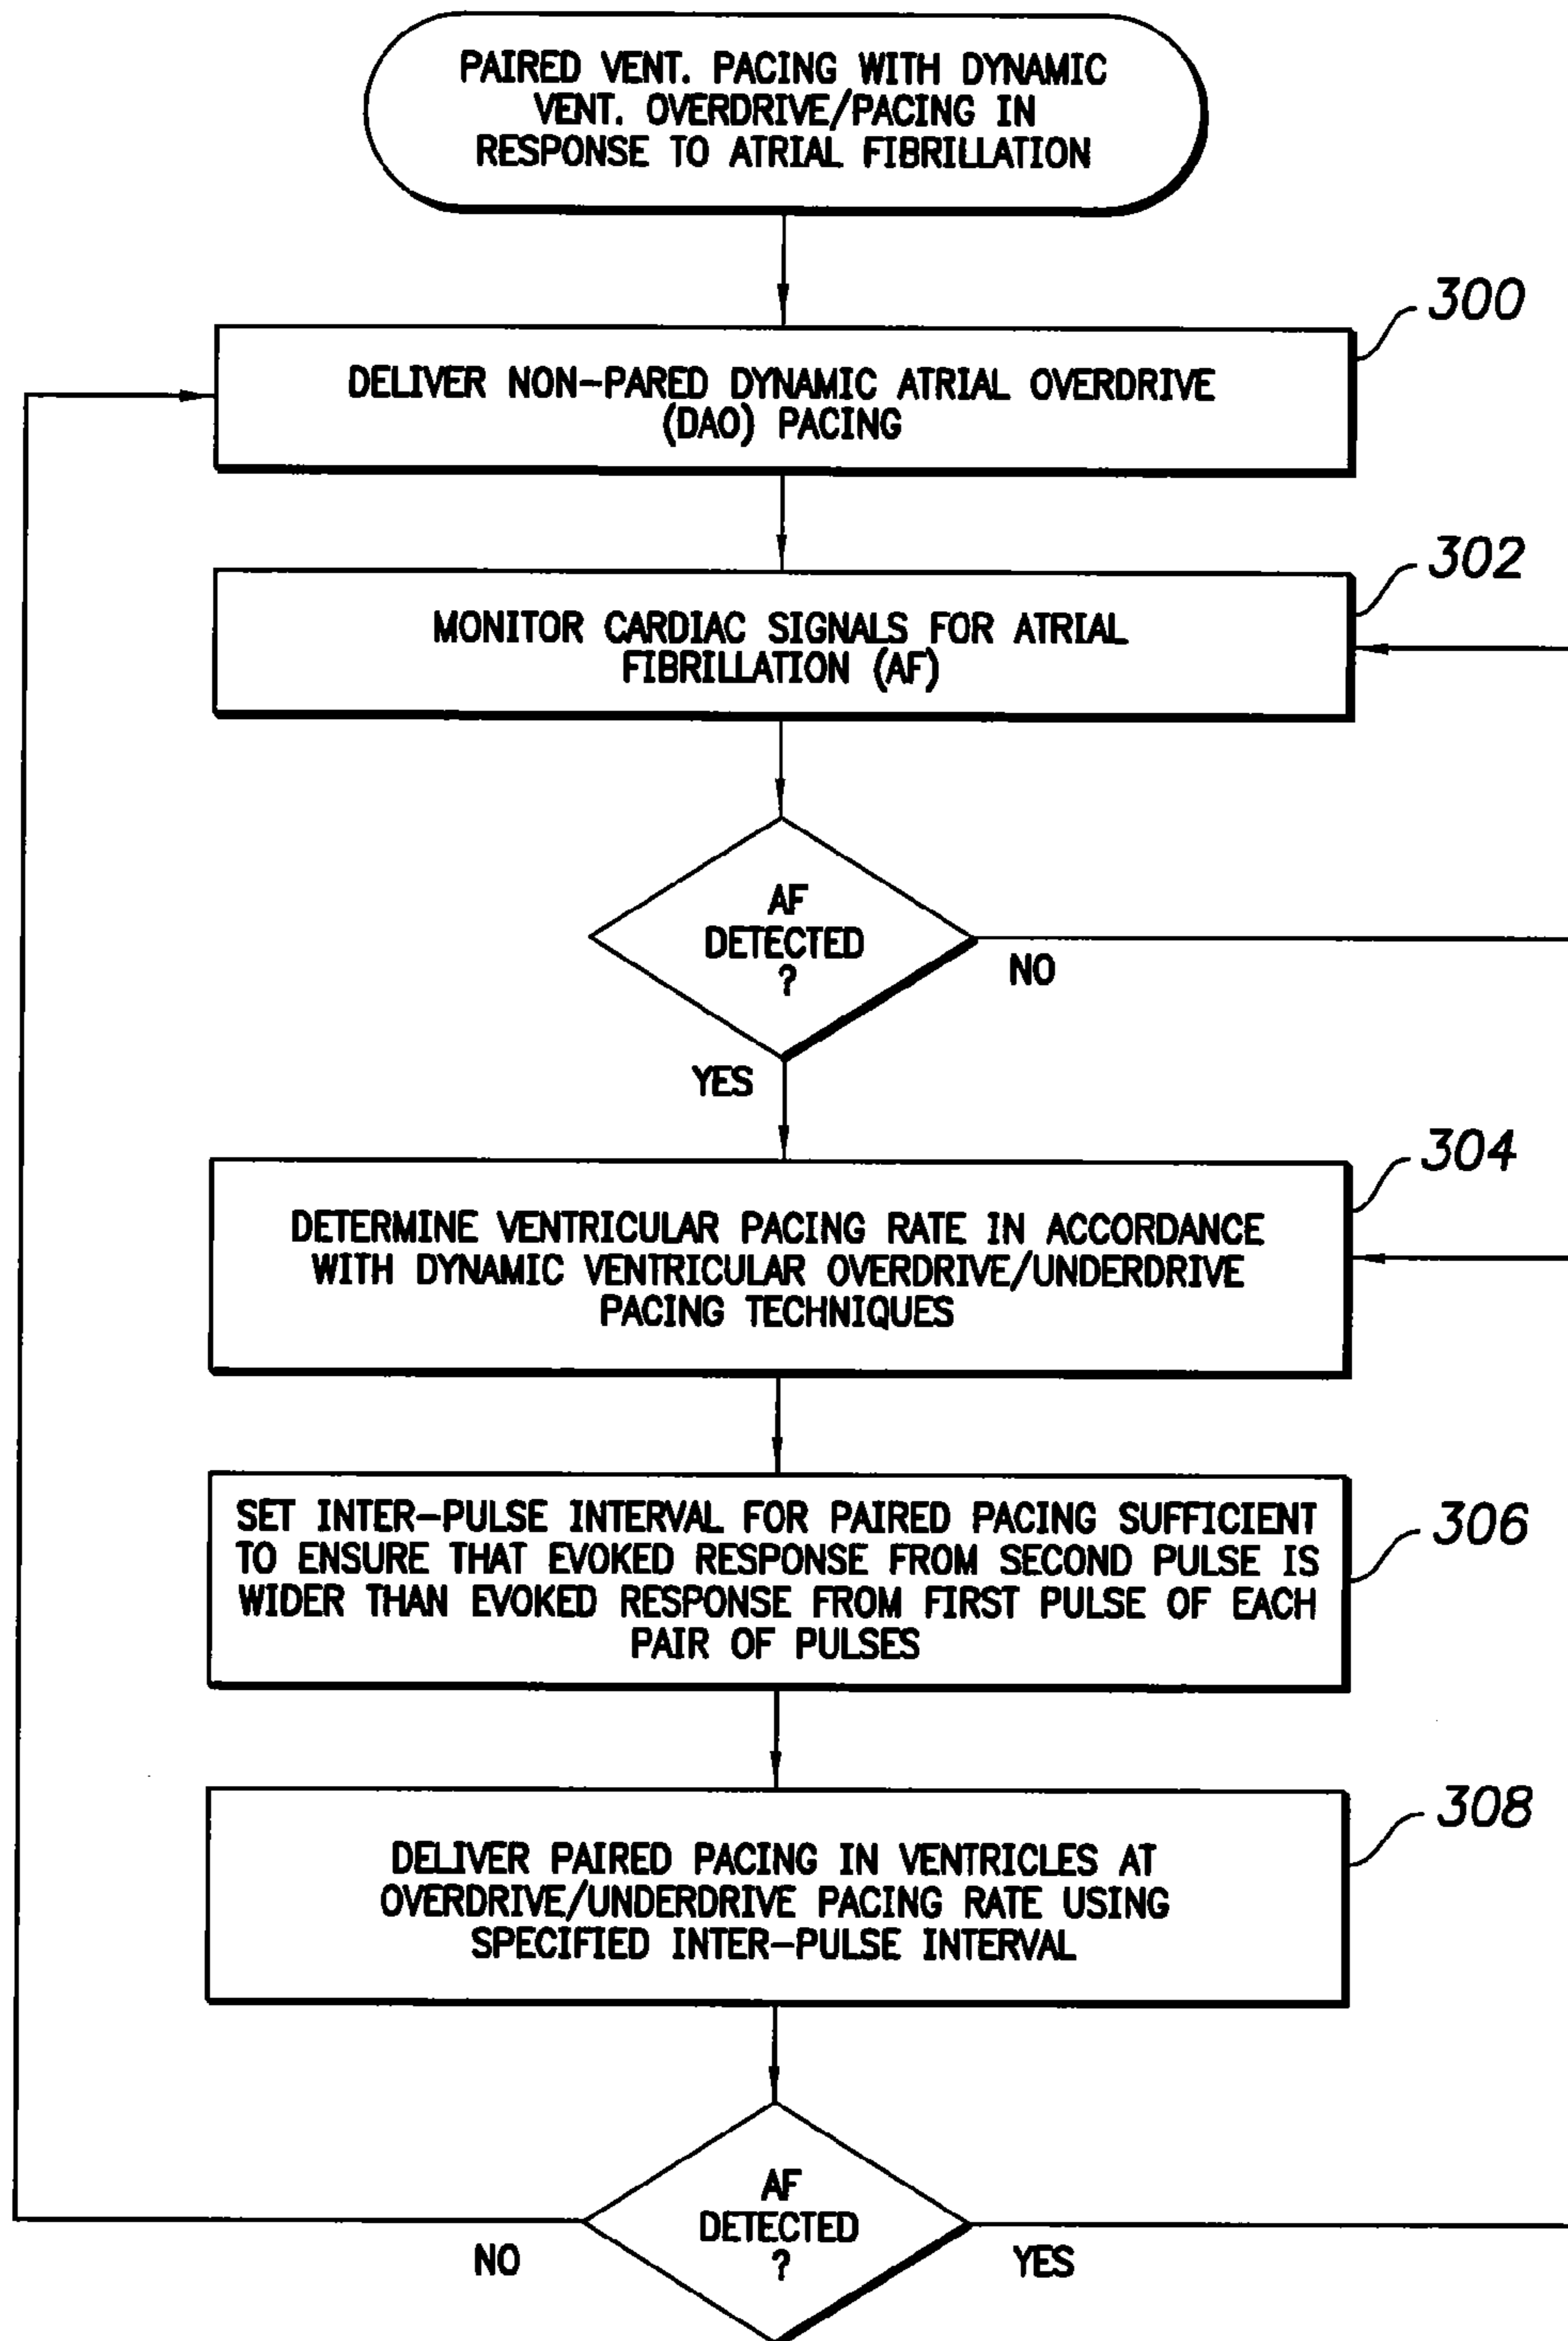 PAIRED VENT. PACING WITH DYNAMIC
VENT. OVERDRIVE/PACING IN
RESPONSE TO ATRIAL FIBRILLATION
300
DELIVER NON-PARED DYNAMIC ATRIAL OVERDRIVE
(DAO) PACING
302
MONITOR CARDIAC SIGNALS FOR ATRIAL
FIBRILLATION (AF)
AF
DETECTED
?
NO
YES
304
DETERMINE VENTRICULAR PACING RATE IN ACCORDANCE
WITH DYNAMIC VENTRICULAR OVERDRIVE/UNDERDRIVE
PACING TECHNIQUES
306
SET INTER-PULSE INTERVAL FOR PAIRED PACING SUFFICIENT
TO ENSURE THAT EVOKED RESPONSE FROM SECOND PULSE IS
WIDER THAN EVOKED RESPONSE FROM FIRST PULSE OF EACH
PAIR OF PULSES
308
DELIVER PAIRED PACING IN VENTRICLES AT
OVERDRIVE/UNDERDRIVE PACING RATE USING
SPECIFIED INTER-PULSE INTERVAL
AF
DETECTED
?
NO
YES